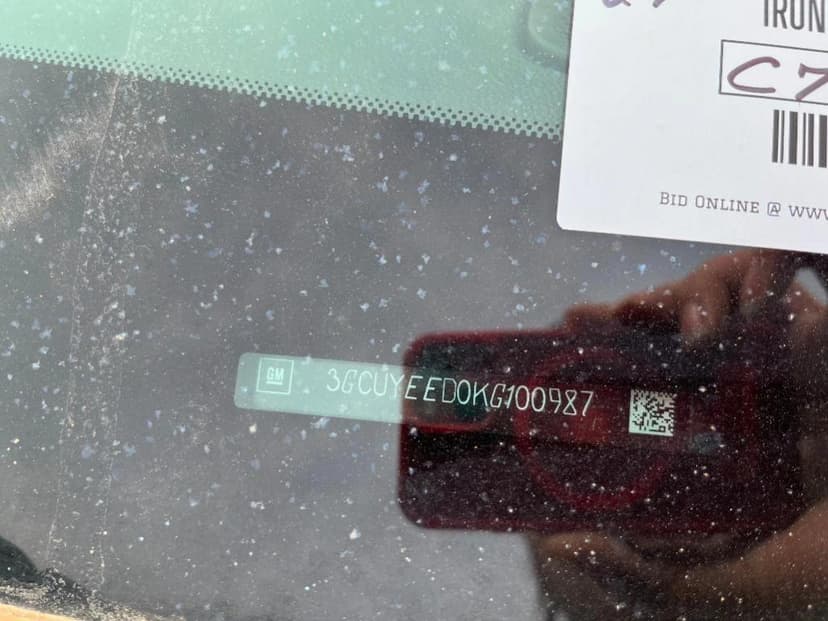 IRON
C7
BID ONLINE @ WWW
GM 3GCUYEED0KG100987